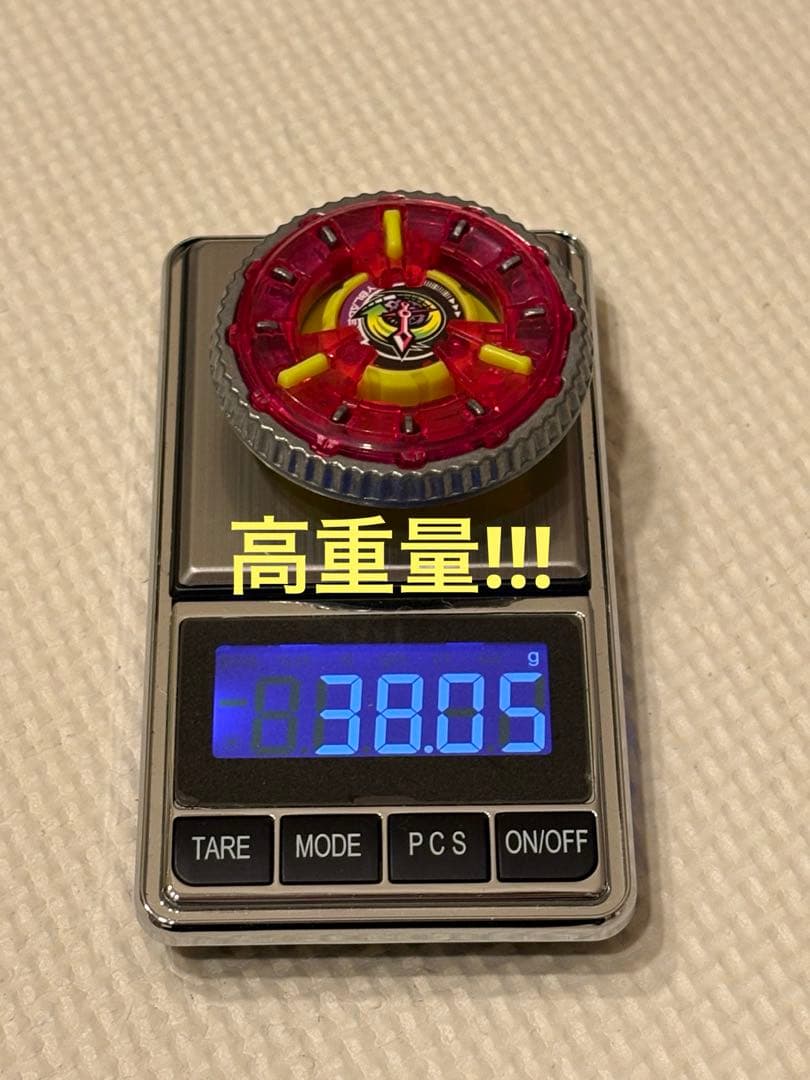 高重量!!!
g
38.05
TARE
MODE
PCS
ON/OFF